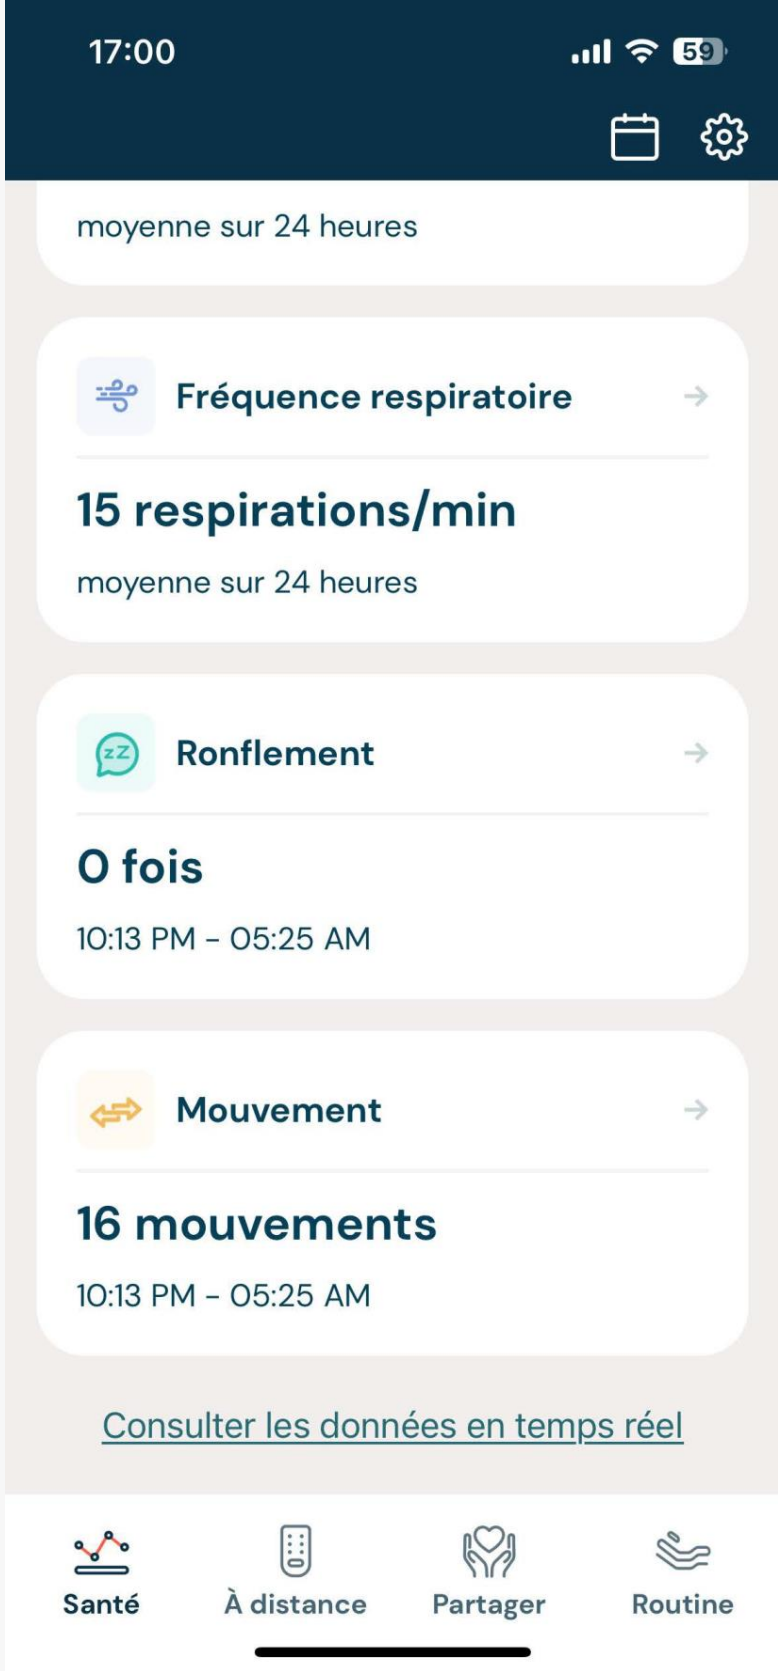 17:00
59
moyenne sur 24 heures
Fréquence respiratoire
15 respirations/min
moyenne sur 24 heures
zZ
Ronflement
0 fois
10:13 PM - 05:25 AM
Mouvement
16 mouvements
10:13 PM - 05:25 AM
Consulter les données en temps réel
Santé À distance Partager Routine